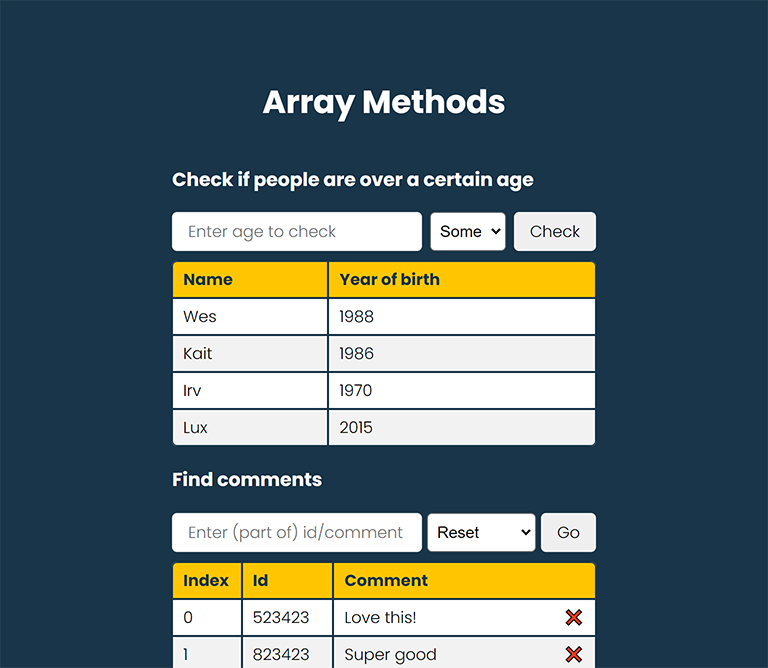 Array Methods
Check if people are over a certain age
Enter age to check Some Check
Name Year of birth
Wes 1988
Kait 1986
Irv 1970
Lux 2015
Find comments
Enter (part of) id/comment Reset Go
Index Id Comment
0 523423 Love this!
1 823423 Super good